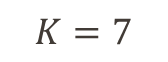 K = 7